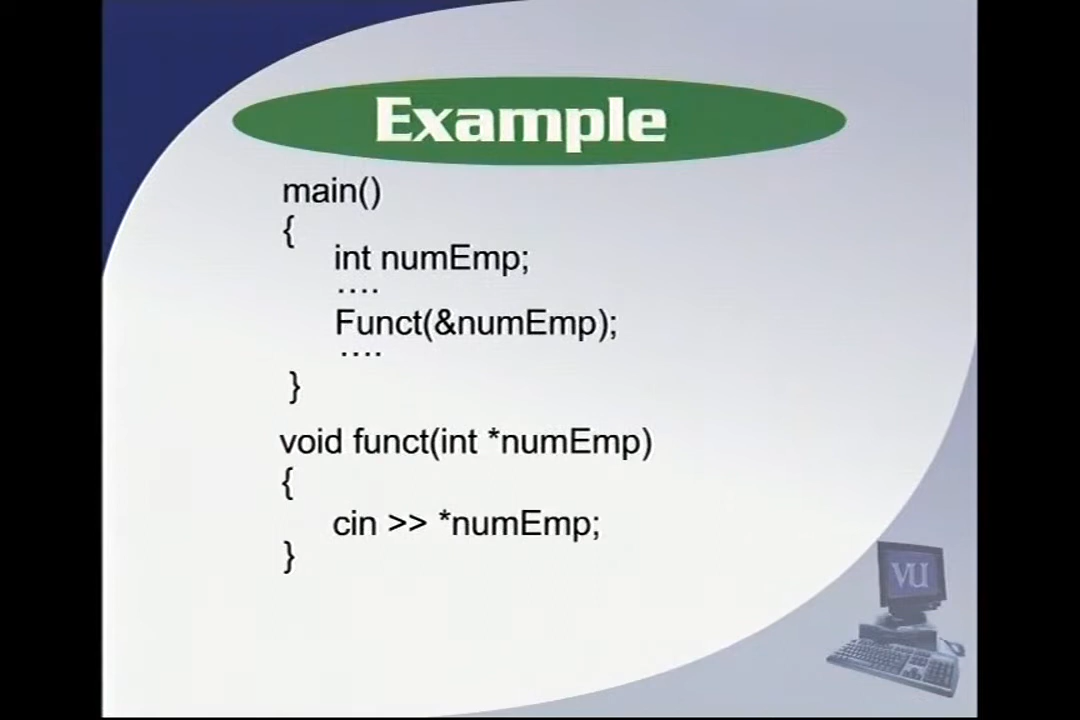 Example
main()
{
int numEmp;
....
Funct(&numEmp);
....
}
void funct(int *numEmp)
{
cin >> *numEmp;
}
VU